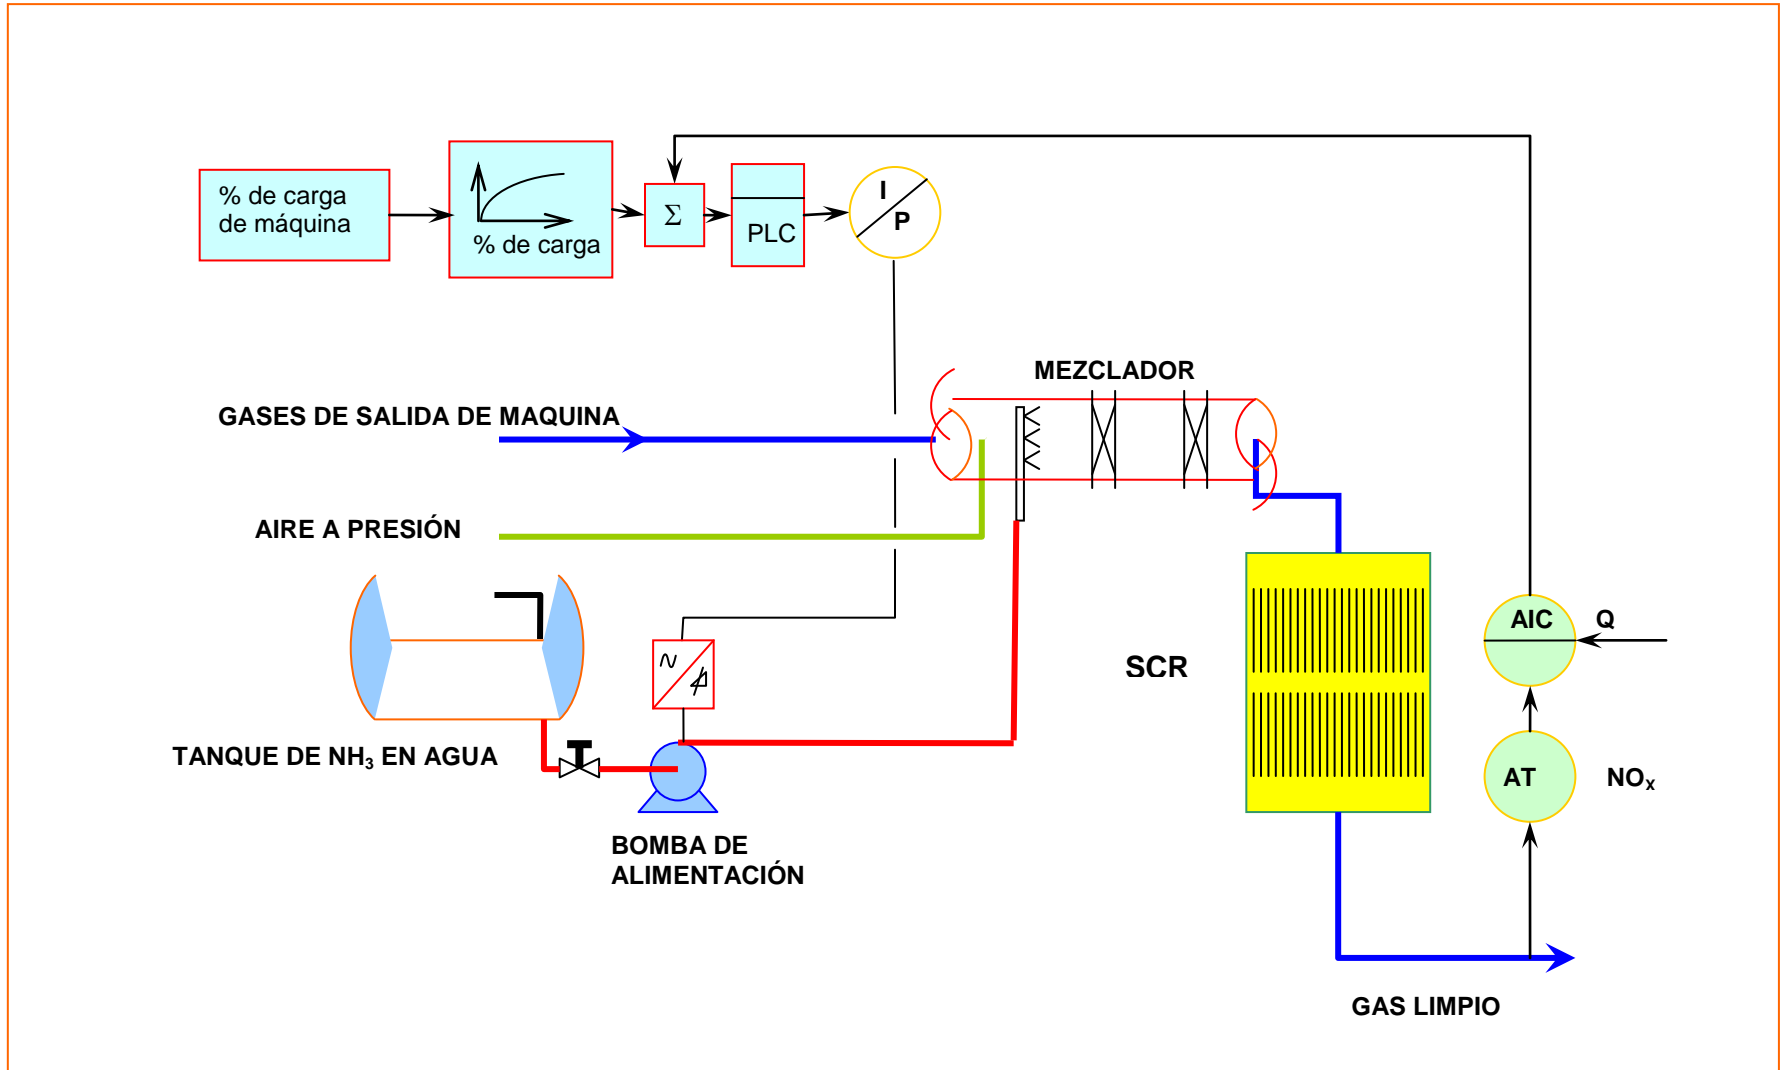 % de carga
de máquina
% de carga
Σ
PLC
I
P
MEZCLADOR
GASES DE SALIDA DE MAQUINA
AIRE A PRESIÓN
AIC
Q
SCR
TANQUE DE NH₃ EN AGUA
AT
NOₓ
BOMBA DE
ALIMENTACIÓN
GAS LIMPIO